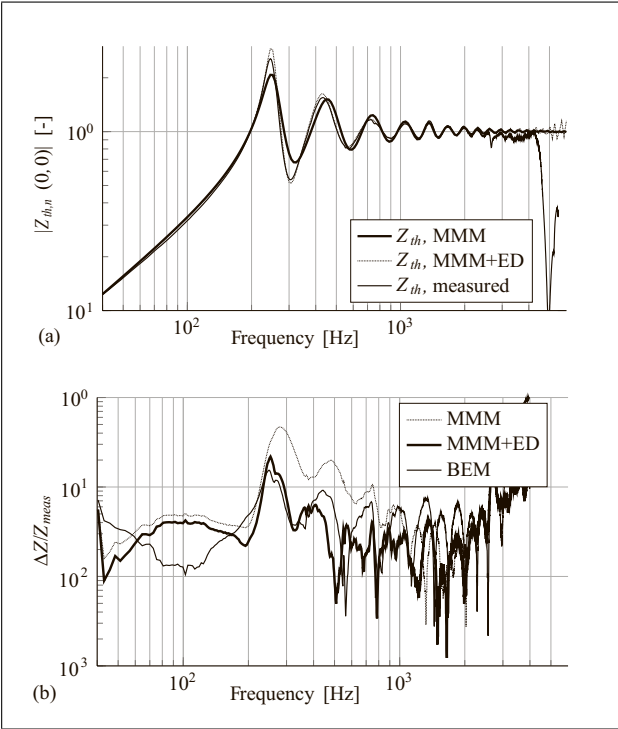 |Z_{th,n} (0,0)| [-]
10^0
10^1
Z_{th}, MMM
Z_{th}, MMM+ED
Z_{th}, measured
10^2
10^3
Frequency [Hz]
(a)
ΔZ/Z_{meas}
10^0
10^1
10^2
10^3
MMM
MMM+ED
BEM
10^2
10^3
Frequency [Hz]
(b)